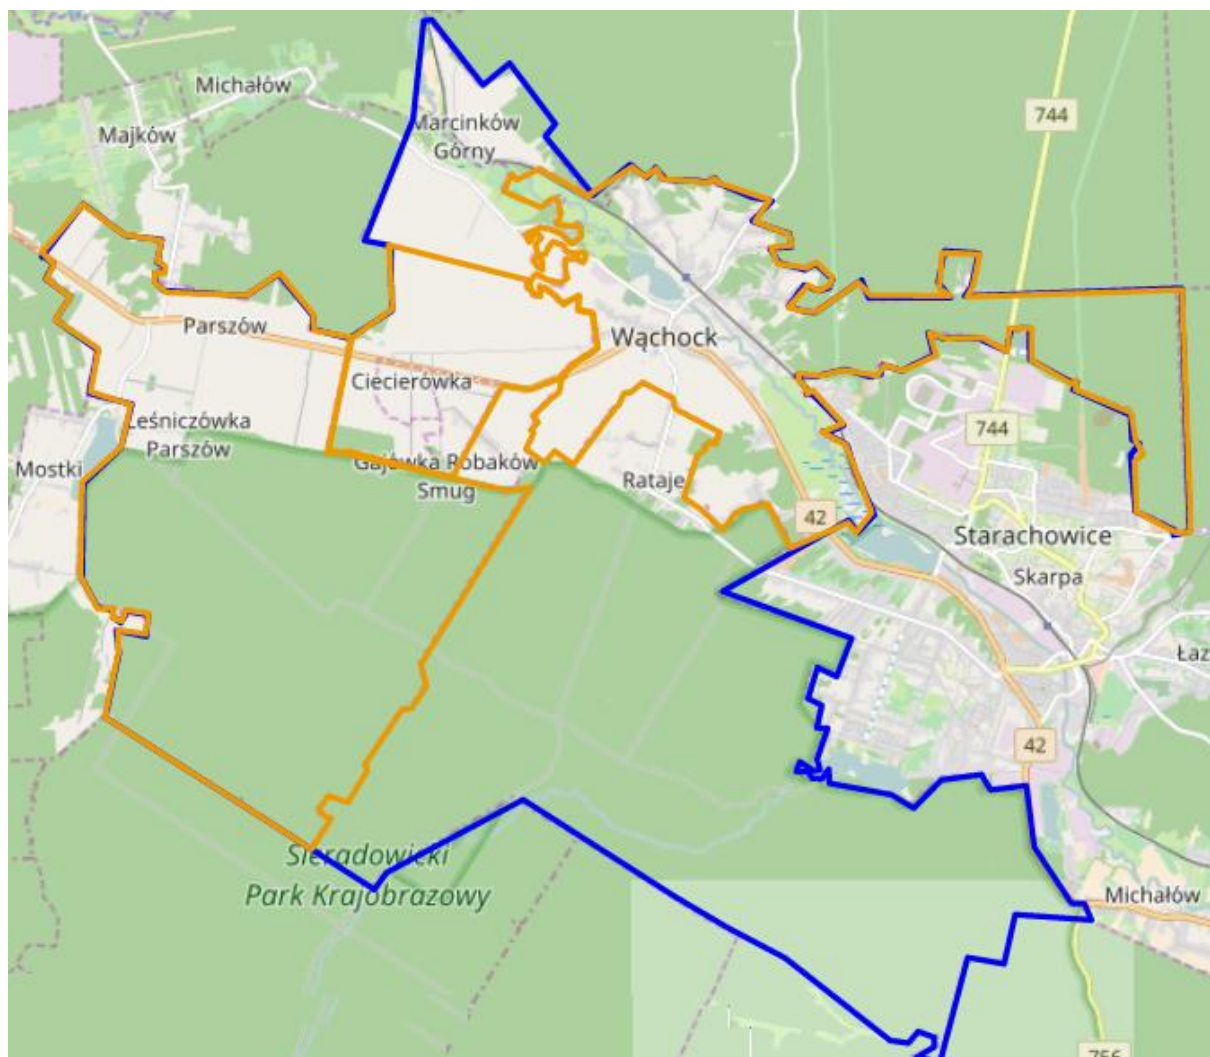 Michałów
Majków
Marcinków
Górny
744
Parszów
Wąchock
Ciecierówka
Leśniczówka
Parszów
744
Mostki
Gajówka Robaków
Smug
Rataje
42
Starachowice
Skarpa
Łaz
42
Sieradowicki
Park Krajobrazowy
Michałów
756